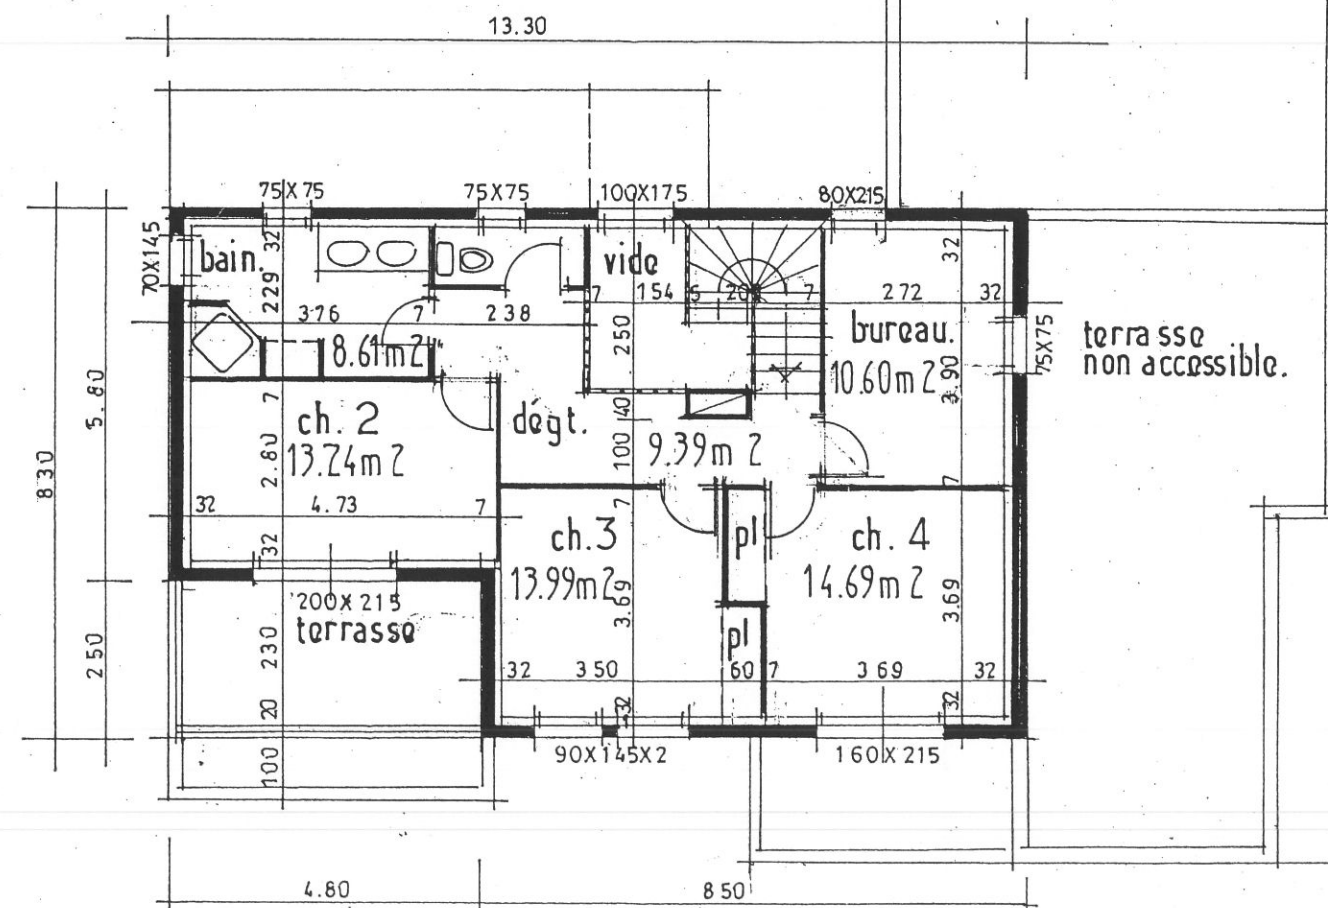 13.30
75X75
75X75
100X175
80X215
70X145
bain.
32
vide
32
229
376
7
238
7
154
5
7
272
32
8.61m2
250
bureau.
10.60m2
3.90
75X75
terrasse
non accessible.
5.80
830
ch. 2
13.24m2
7
2.80
dégt.
40
100
9.39m2
7
32
4.73
7
32
7
ch.3
13.99m2
3.69
pl
ch. 4
14.69m2
3.69
200X215
terrasse
230
250
pl
32
350
60
7
369
32
20
32
32
100
90X145X2
160X215
4.80
850